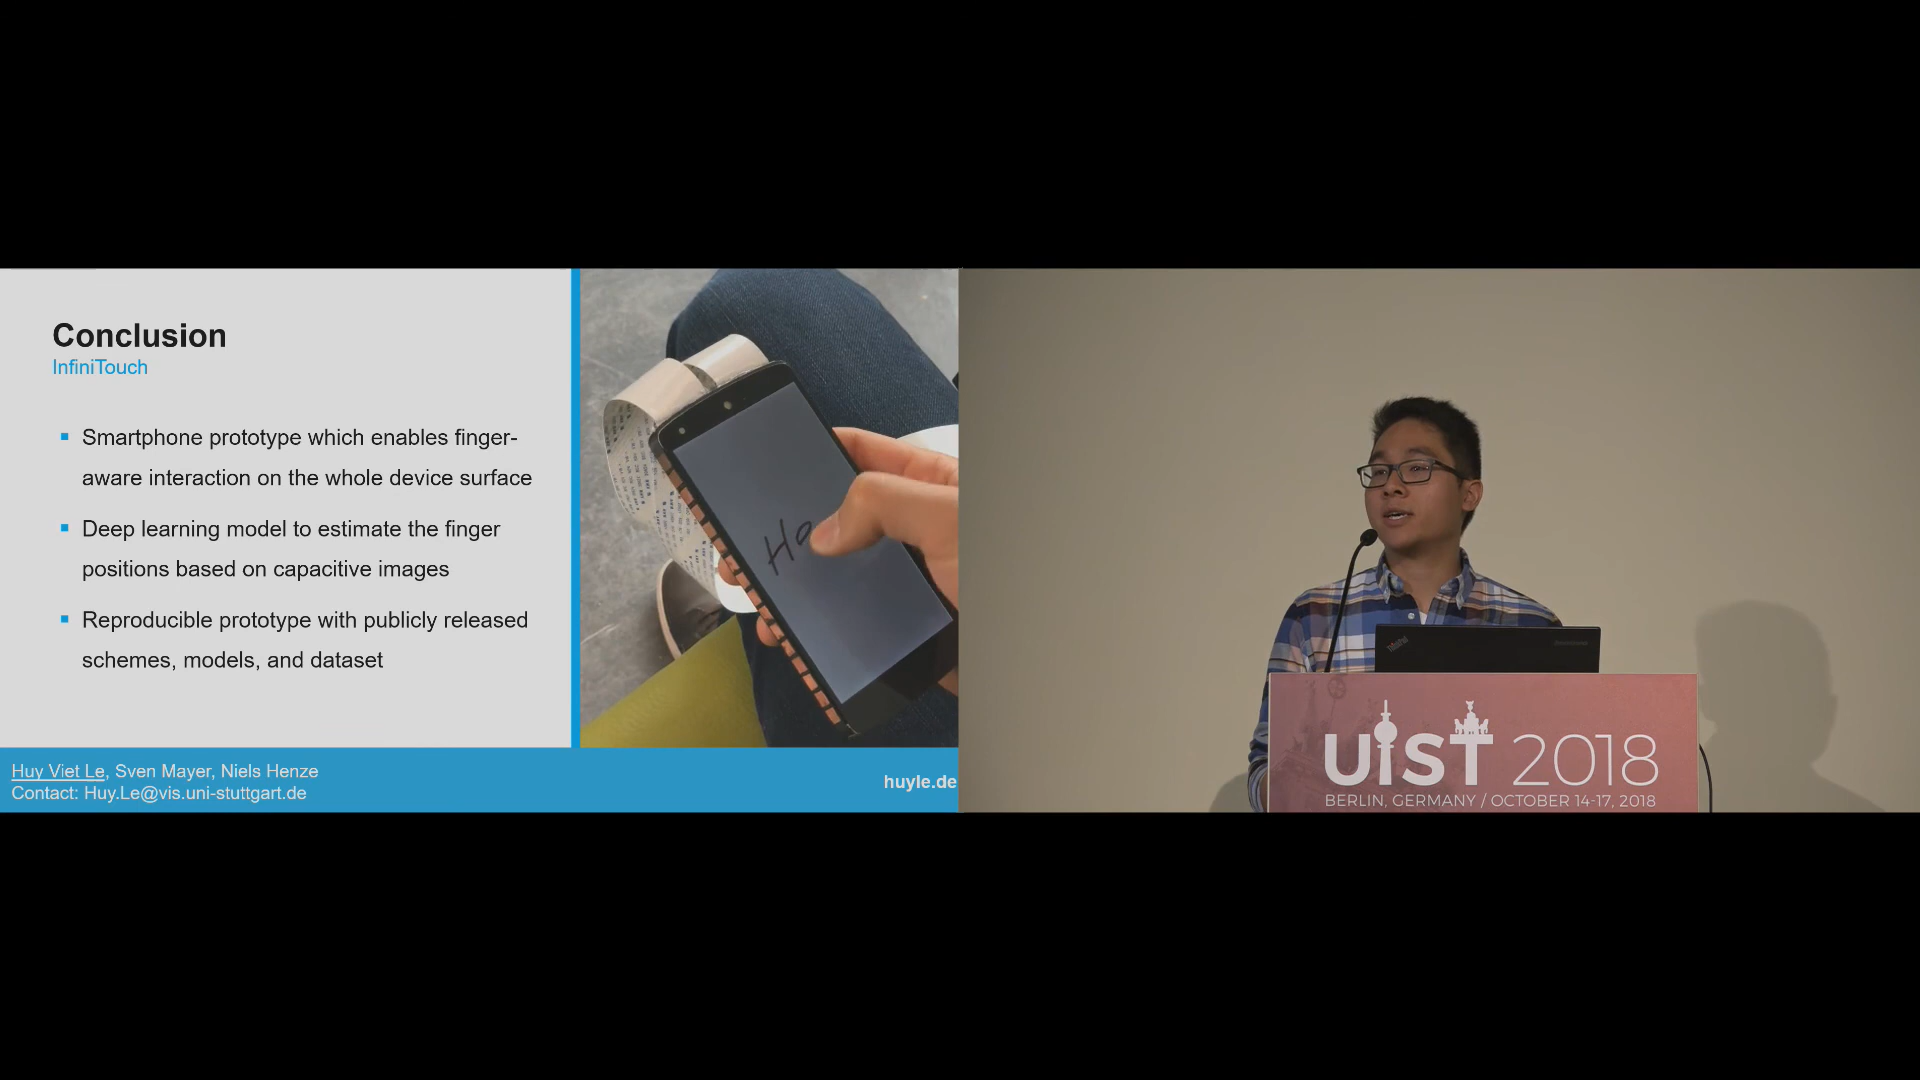 Conclusion
InfiniTouch
Smartphone prototype which enables finger-
aware interaction on the whole device surface
Deep learning model to estimate the finger
positions based on capacitive images
Reproducible prototype with publicly released
schemes, models, and dataset
Huy Viet Le, Sven Mayer, Niels Henze
Contact: Huy.Le@vis.uni-stuttgart.de
huyle.de
Ha
ThinkPad
UIST 2018
BERLIN, GERMANY / OCTOBER 14-17, 2018